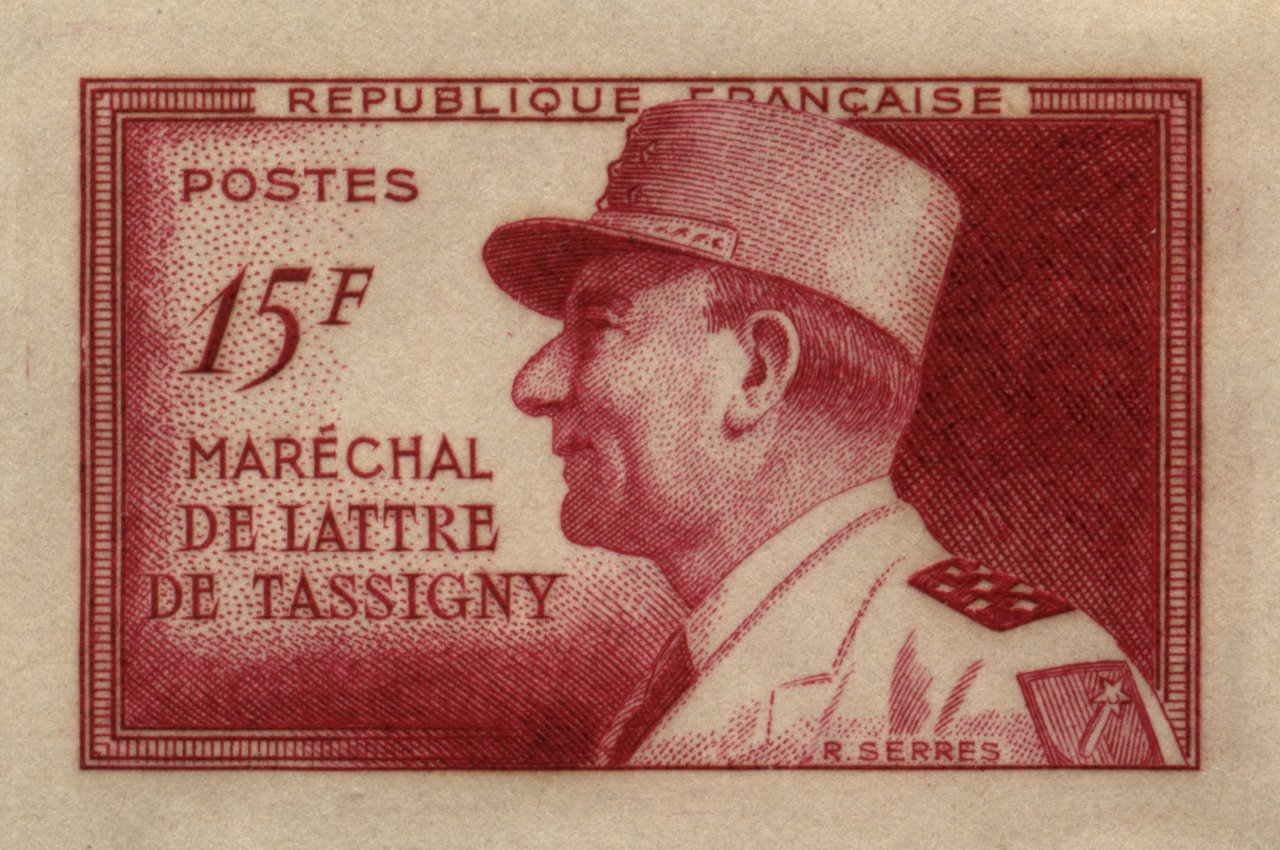 REPUBLIQUE FRANÇAISE
POSTES
15F
MARÉCHAL
DE LATTRE
DE TASSIGNY
R. SERRES